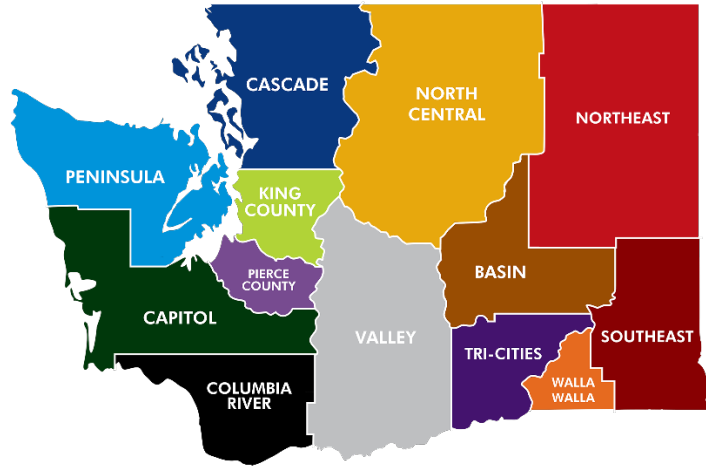 CASCADE
NORTH
CENTRAL
NORTHEAST
PENINSULA
KING
COUNTY
PIERCE
COUNTY
BASIN
CAPITOL
VALLEY
TRI-CITIES
SOUTHEAST
COLUMBIA
RIVER
WALLA
WALLA